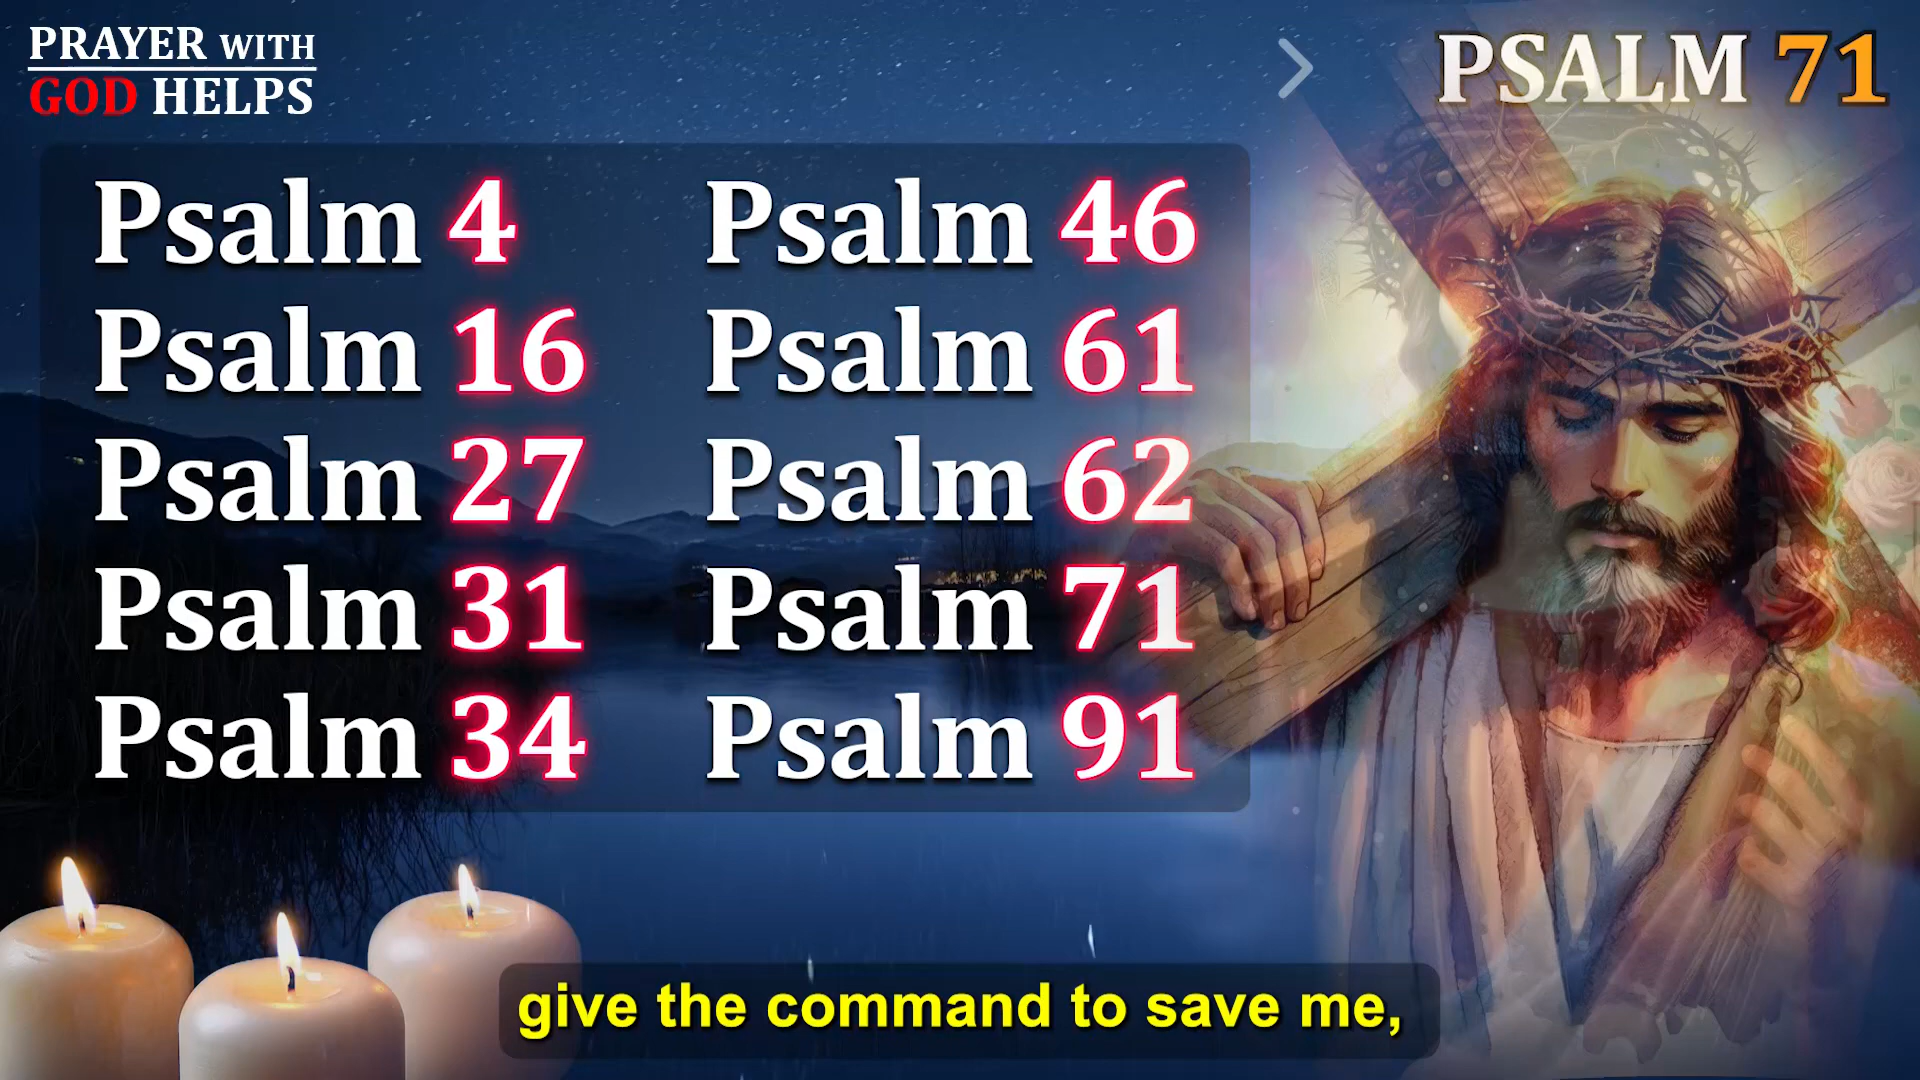 PRAYER WITH
GOD HELPS
PSALM 71
Psalm 4
Psalm 16
Psalm 27
Psalm 31
Psalm 34
Psalm 46
Psalm 61
Psalm 62
Psalm 71
Psalm 91
give the command to save me,